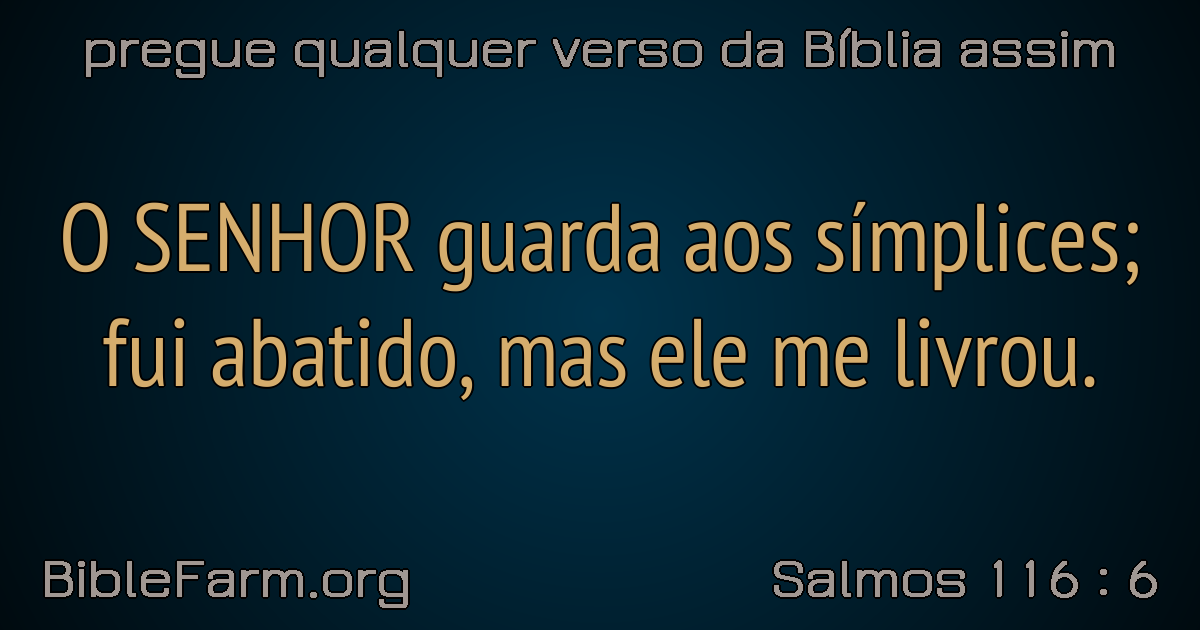 pregue qualquer verso da Bíblia assim
O SENHOR guarda aos símplices;
fui abatido, mas ele me livrou.
BibleFarm.org
Salmos 116 : 6